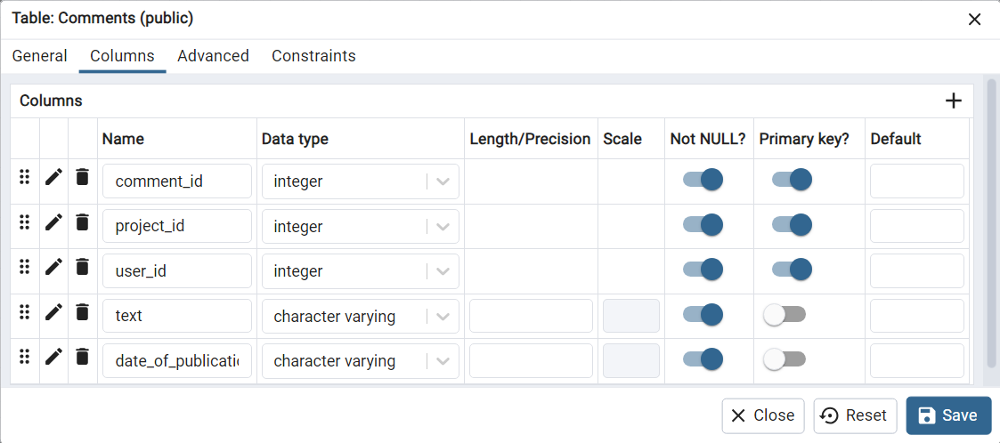 Table: Comments (public)
General Columns Advanced Constraints
Columns
Name Data type Length/Precision Scale Not NULL? Primary key? Default
comment_id integer
project_id integer
user_id integer
text character varying
date_of_publicati character varying
Close Reset Save